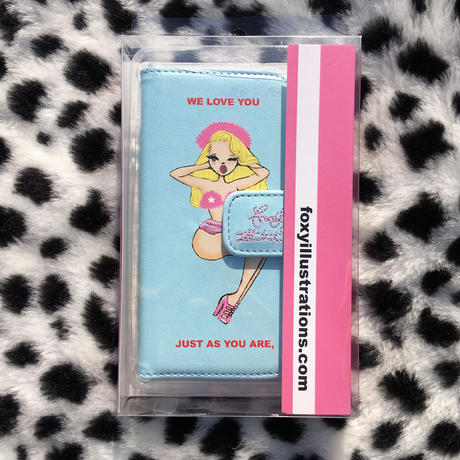 WE LOVE YOU
JUST AS YOU ARE,
foxyillustrations.com